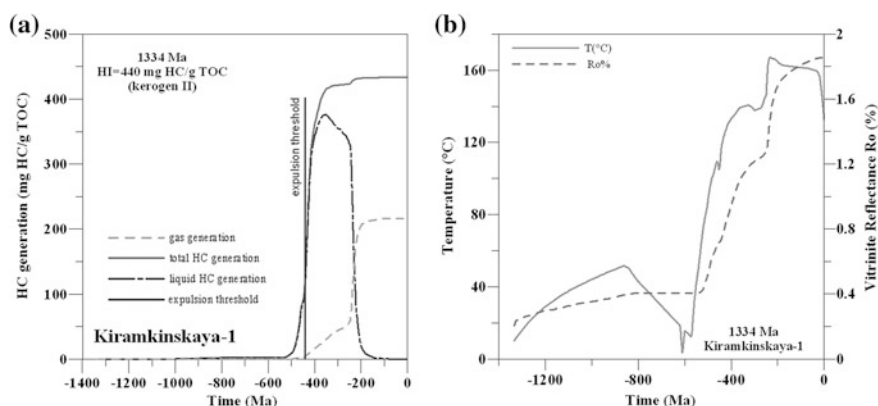 (a)
500
400
300
200
100
0
HC generation (mg HC/g TOC)
1334 Ma
HI=440 mg HC/g TOC
(kerogen II)
expulsion threshold
gas generation
total HC generation
liquid HC generation
expulsion threshold
Kiramkinskaya-1
-1400 -1200 -1000 -800 -600 -400 -200 0
Time (Ma)
(b)
160
120
80
40
0
Temperature (°C)
T(°C)
Ro%
1334 Ma
Kiramkinskaya-1
2
1.6
1.2
0.8
0.4
0
Vitrinite Reflectance Ro (%)
-1200 -800 -400 0
Time (Ma)